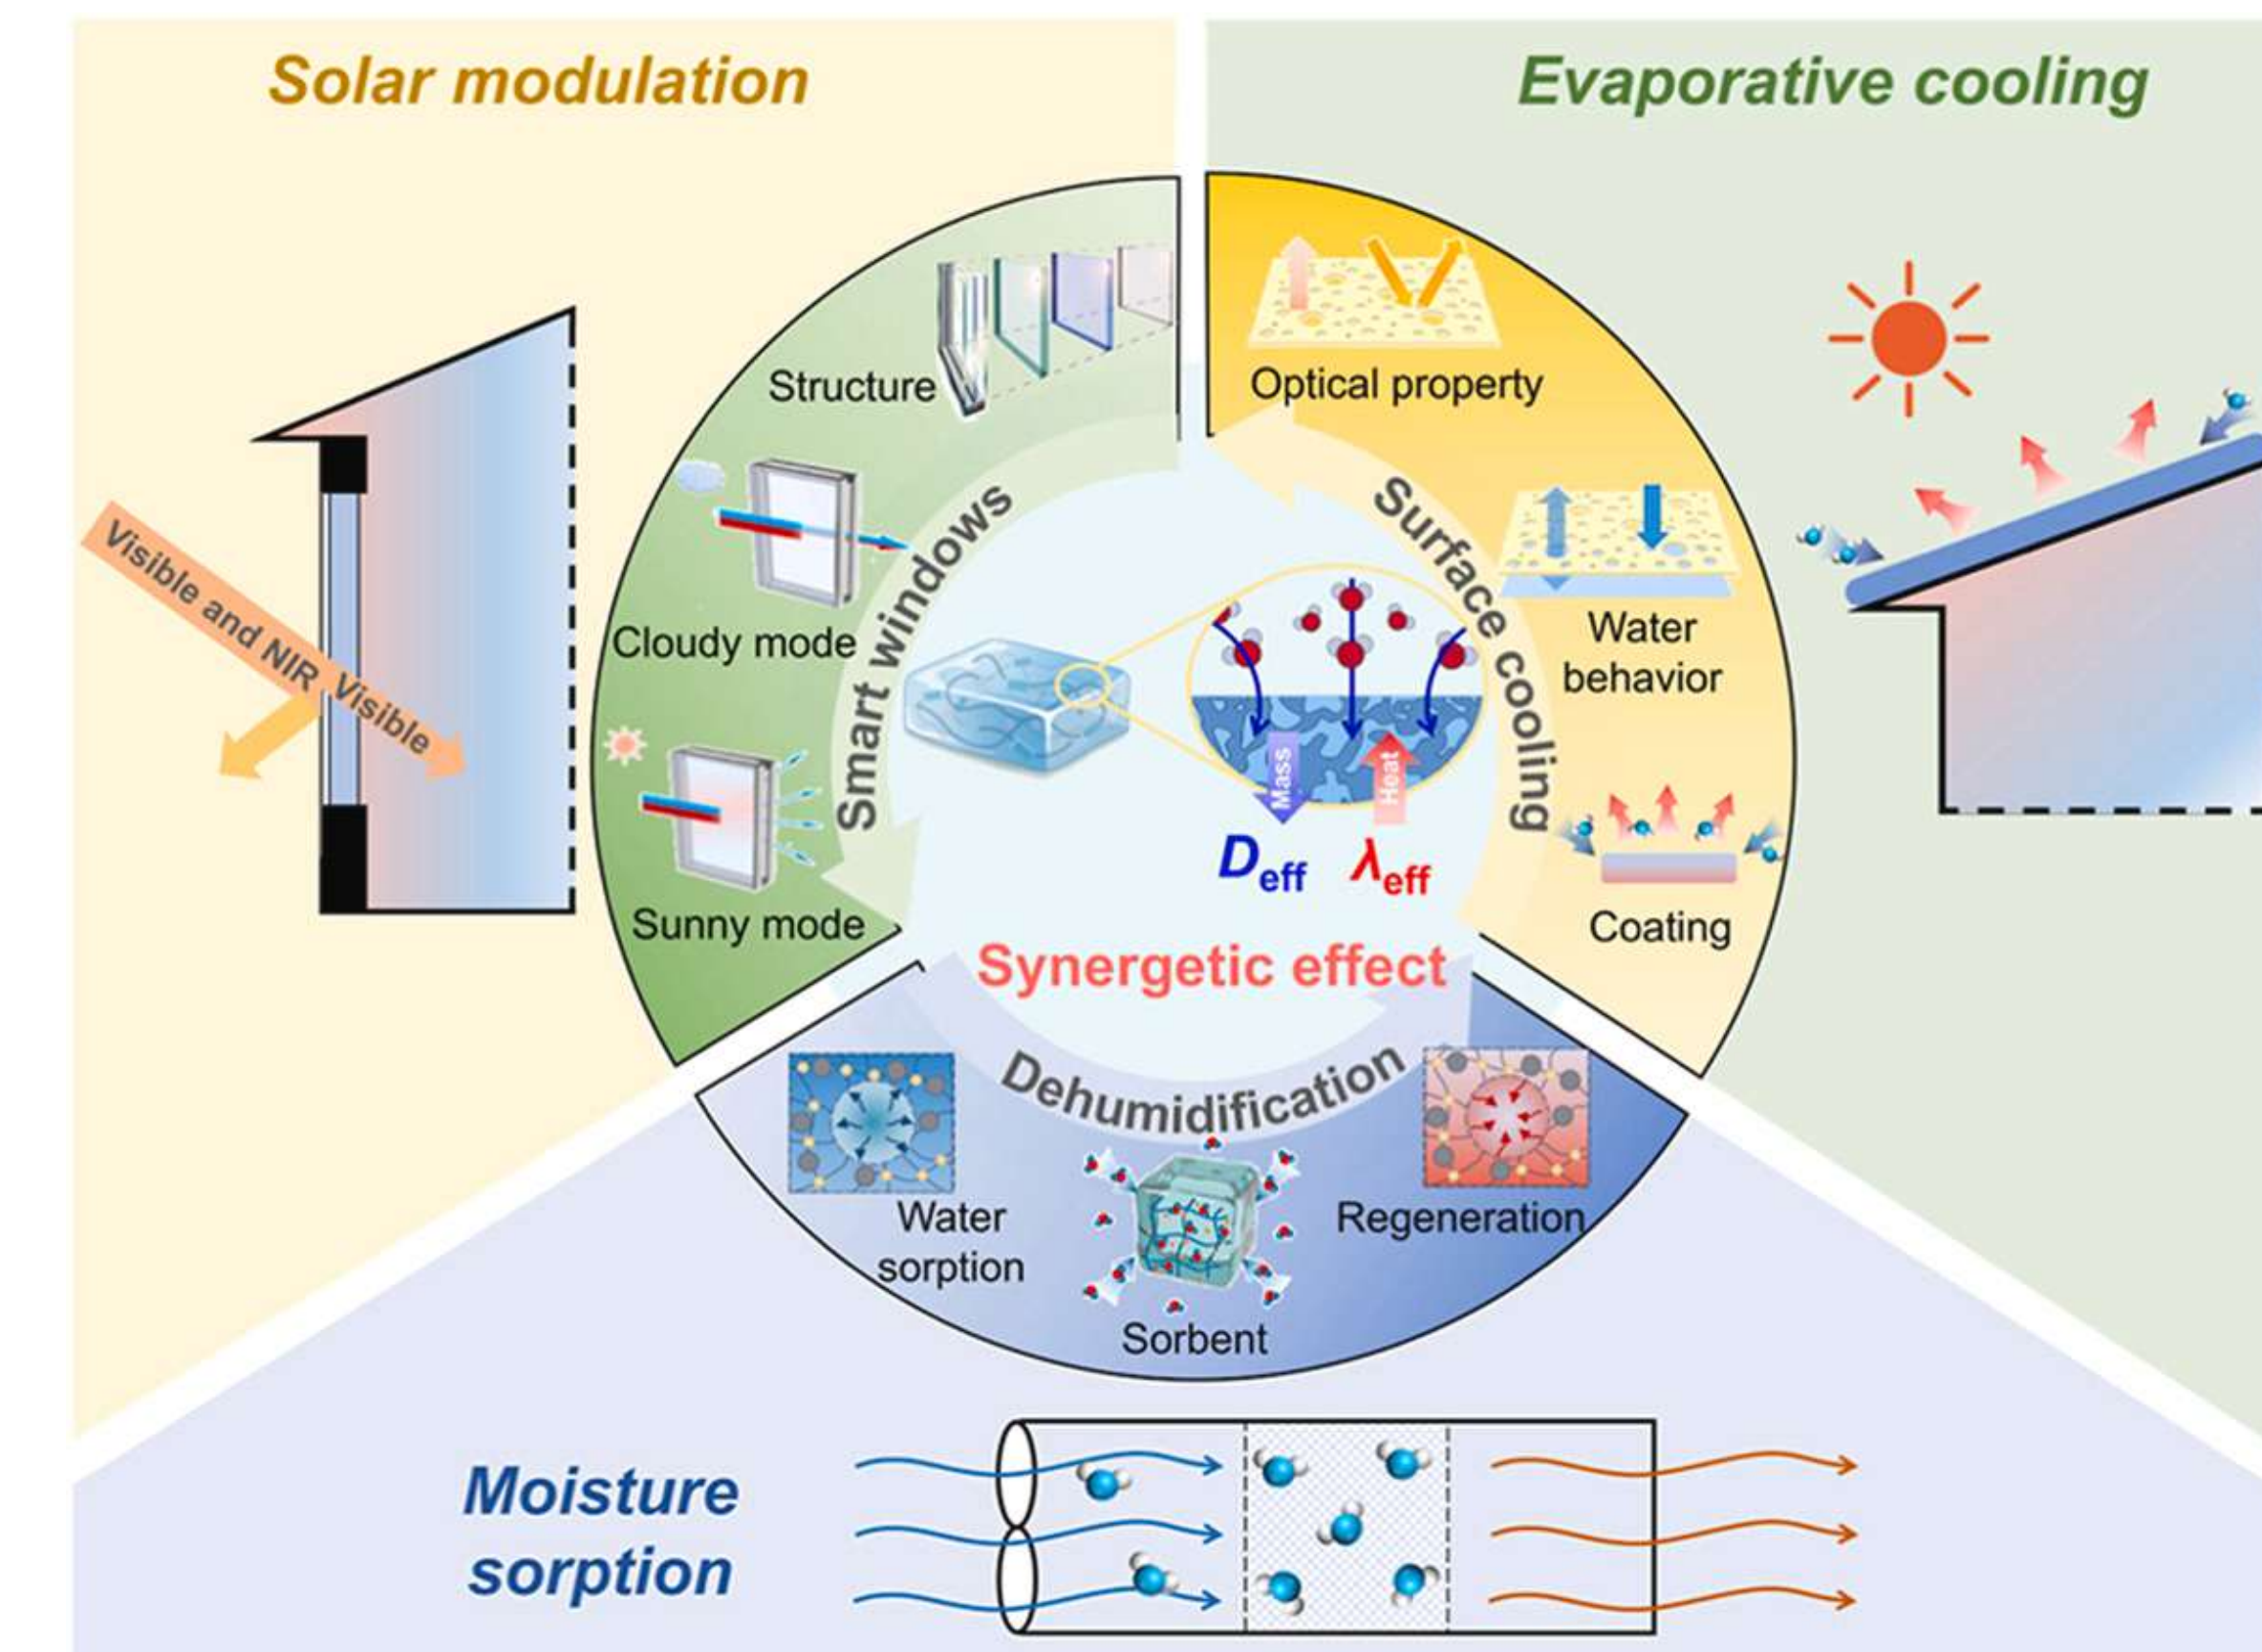 Solar modulation
Evaporative cooling
Structure
Cloudy mode
Sunny mode
Smart windows
Visible and NIR
Visible
Optical property
Water
behavior
Coating
Surface cooling
Mass
Heat
Deff
λeff
Synergetic effect
Dehumidification
Water
sorption
Sorbent
Regeneration
Moisture
sorption